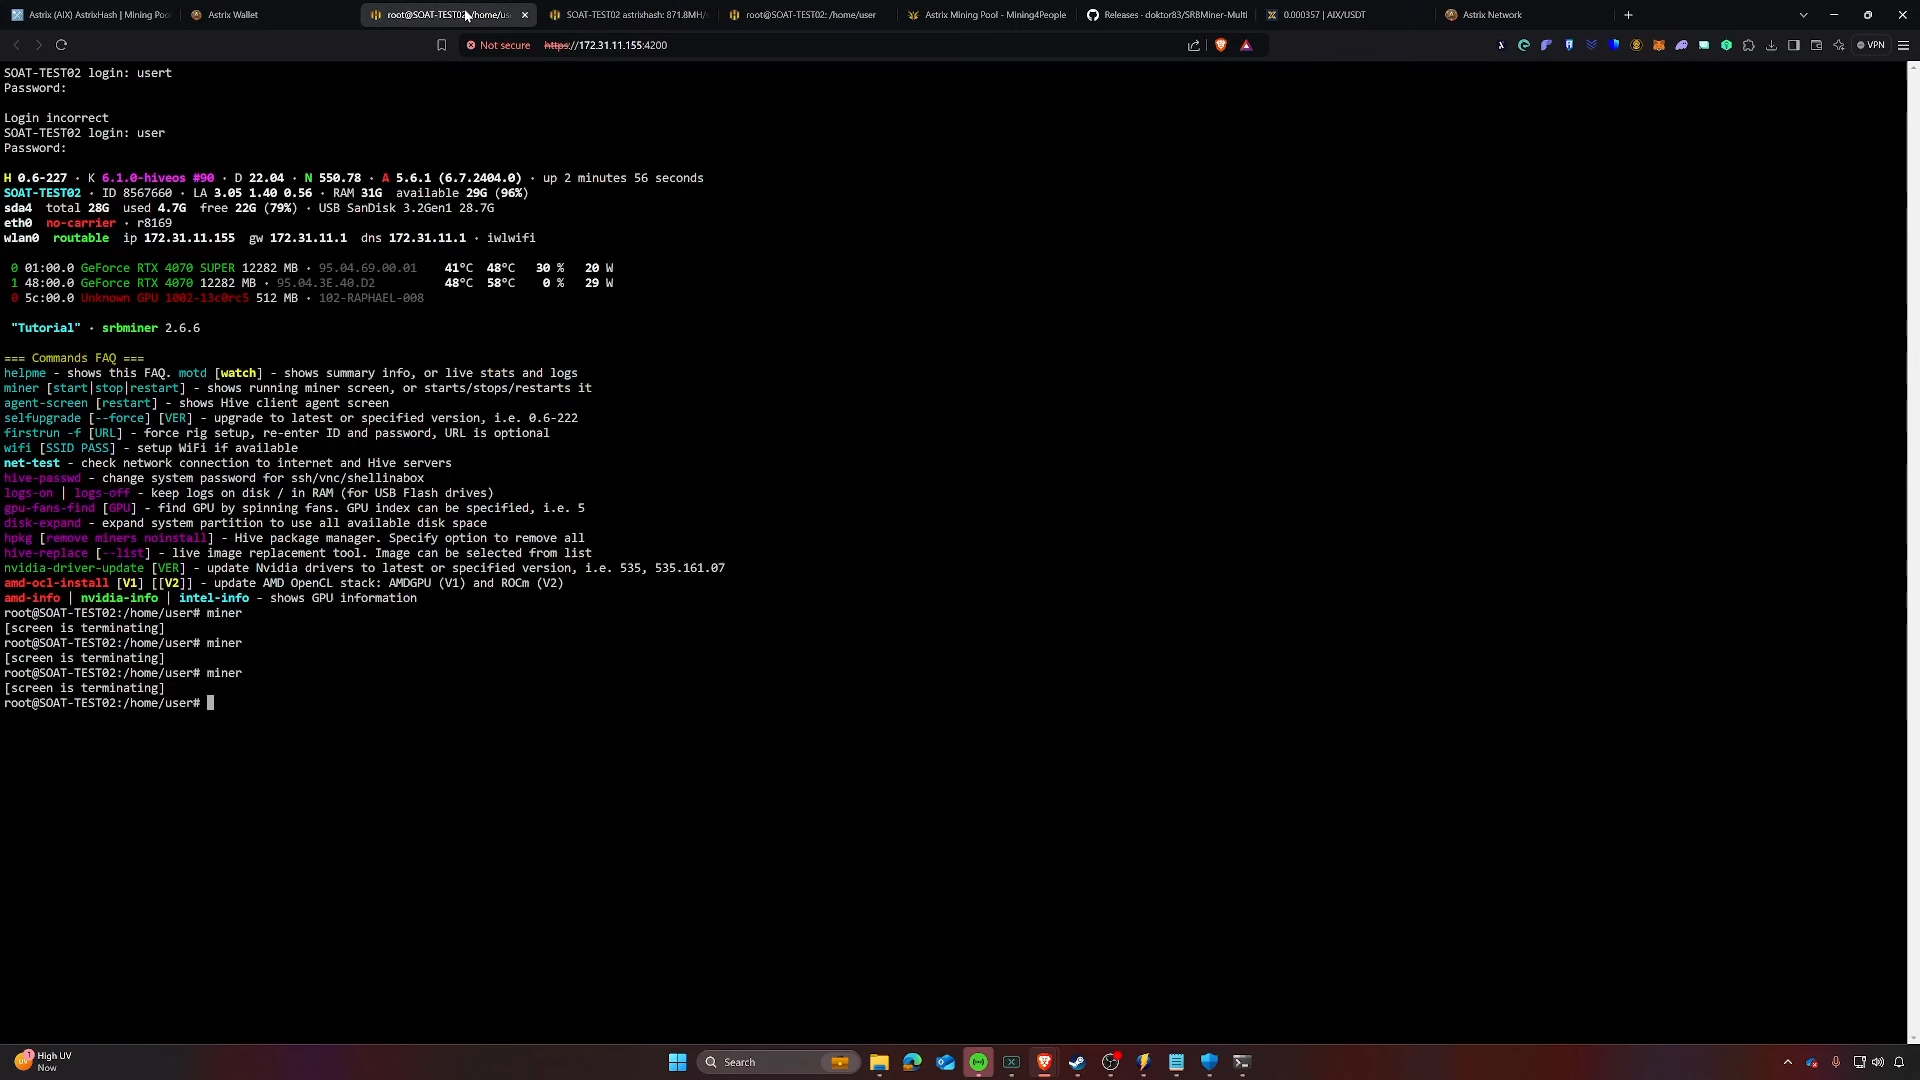 Astrix (AIX) AstrixHash | Mining Poo
Astrix Wallet
root@SOAT-TEST02:/home/use
SOAT-TEST02 astrixhash: 871.8MH/
root@SOAT-TEST02: /home/user
Astrix Mining Pool - Mining4People
Releases · doktor83/SRBMiner-Multi
0.000357 | AIX/USDT
Astrix Network
Not secure
https://172.31.11.155:4200
VPN
SOAT-TEST02 login: usert
Password:
Login incorrect
SOAT-TEST02 login: user
Password:
H 0.6-227 · K 6.1.0-hiveos #90 · D 22.04 · N 550.78 · A 5.6.1 (6.7.2404.0) · up 2 minutes 56 seconds
SOAT-TEST02 · ID 8567660 · LA 3.05 1.40 0.56 · RAM 31G available 29G (96%)
sda4 total 28G used 4.7G free 22G (79%) · USB SanDisk 3.2Gen1 28.7G
eth0 no-carrier · r8169
wlan0 routable ip 172.31.11.155 gw 172.31.11.1 dns 172.31.11.1 · iwlwifi
0 01:00.0 GeForce RTX 4070 SUPER 12282 MB · 95.04.69.00.01 41°C 48°C 30 % 20 W
1 48:00.0 GeForce RTX 4070 12282 MB · 95.04.3E.40.D2 48°C 58°C 0 % 29 W
0 5c:00.0 Unknown GPU 1002-13c0rc5 512 MB · 102-RAPHAEL-008
"Tutorial" · srbminer 2.6.6
=== Commands FAQ ===
helpme - shows this FAQ. motd [watch] - shows summary info, or live stats and logs
miner [start|stop|restart] - shows running miner screen, or starts/stops/restarts it
agent-screen [restart] - shows Hive client agent screen
selfupgrade [--force] [VER] - upgrade to latest or specified version, i.e. 0.6-222
firstrun -f [URL] - force rig setup, re-enter ID and password, URL is optional
wifi [SSID PASS] - setup WiFi if available
net-test - check network connection to internet and Hive servers
hive-passwd - change system password for ssh/vnc/shellinabox
logs-on | logs-off - keep logs on disk / in RAM (for USB Flash drives)
gpu-fans-find [GPU] - find GPU by spinning fans. GPU index can be specified, i.e. 5
disk-expand - expand system partition to use all available disk space
hpkg [remove miners noinstall] - Hive package manager. Specify option to remove all
hive-replace [--list] - live image replacement tool. Image can be selected from list
nvidia-driver-update [VER] - update Nvidia drivers to latest or specified version, i.e. 535, 535.161.07
amd-ocl-install [V1] [[V2]] - update AMD OpenCL stack: AMDGPU (V1) and ROCm (V2)
amd-info | nvidia-info | intel-info - shows GPU information
root@SOAT-TEST02:/home/user# miner
[screen is terminating]
root@SOAT-TEST02:/home/user# miner
[screen is terminating]
root@SOAT-TEST02:/home/user# miner
[screen is terminating]
root@SOAT-TEST02:/home/user#
High UV
Now
Search